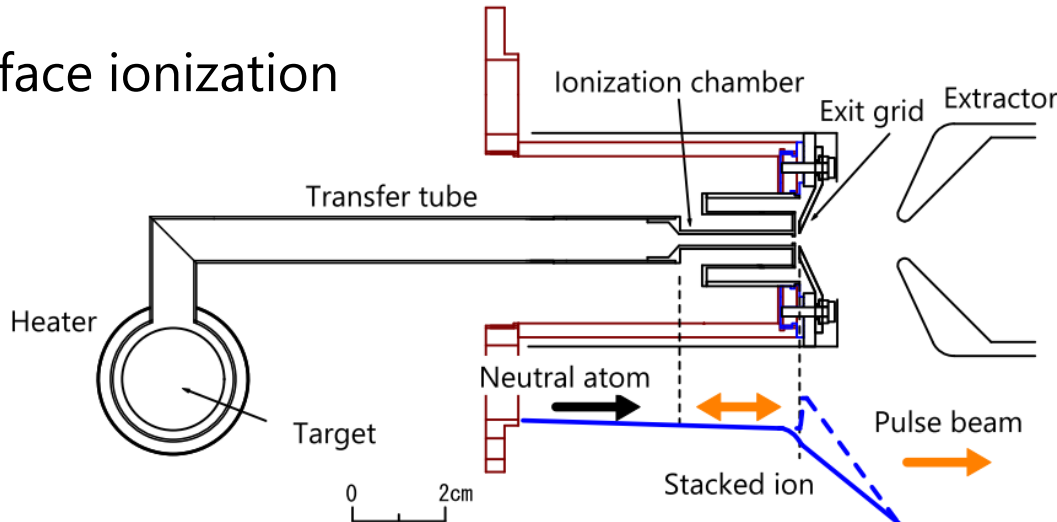 face ionization
Ionization chamber
Exit grid
Extractor
Transfer tube
Heater
Neutral atom
Target
Pulse beam
Stacked ion
0 2cm